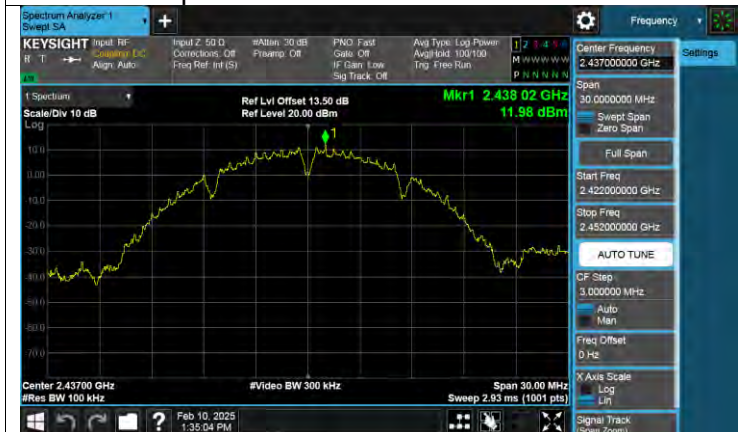 Spectrum Analyzer 1
Swept SA
Frequency
KEYSIGHT
R T
Input: RF
Coupling: DC
Align: Auto
Input Z: 50 Ω
Corrections: Off
Freq Ref: Int (S)
#Atten: 30 dB
Preamp: Off
PNO: Fast
Gate: Off
IF Gain: Low
Sig Track: Off
Avg Type: Log-Power
Avg|Hold: 100/100
Trig: Free Run
1 2 3 4 5 6
M W W W W W
P N N N N N
1 Spectrum
Scale/Div 10 dB
Log
Ref Lvl Offset 13.50 dB
Ref Level 20.00 dBm
Mkr1 2.438 02 GHz
11.98 dBm
1
10.0
0.00
-10.0
-20.0
-30.0
-40.0
-50.0
-60.0
-70.0
Center 2.43700 GHz
#Res BW 100 kHz
#Video BW 300 kHz
Span 30.00 MHz
Sweep 2.93 ms (1001 pts)
?
Feb 10, 2025
1:35:04 PM
Center Frequency
2.437000000 GHz
Settings
Span
30.0000000 MHz
Swept Span
Zero Span
Full Span
Start Freq
2.422000000 GHz
Stop Freq
2.452000000 GHz
AUTO TUNE
CF Step
3.000000 MHz
Auto
Man
Freq Offset
0 Hz
X Axis Scale
Log
Lin
Signal Track
(Span Zoom)